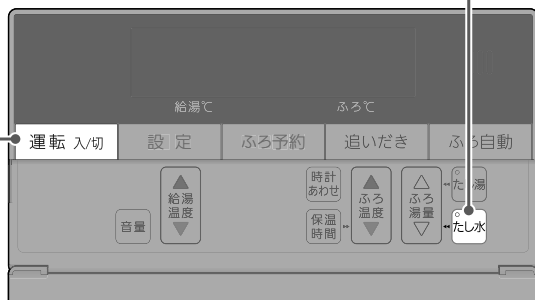 給湯℃ ふろ℃
運転 入/切 設定 ふろ予約 追いだき ふろ自動
音量
給湯
温度
時計
あわせ
保温
時間
ふろ
温度
ふろ
湯量
たし湯
たし水